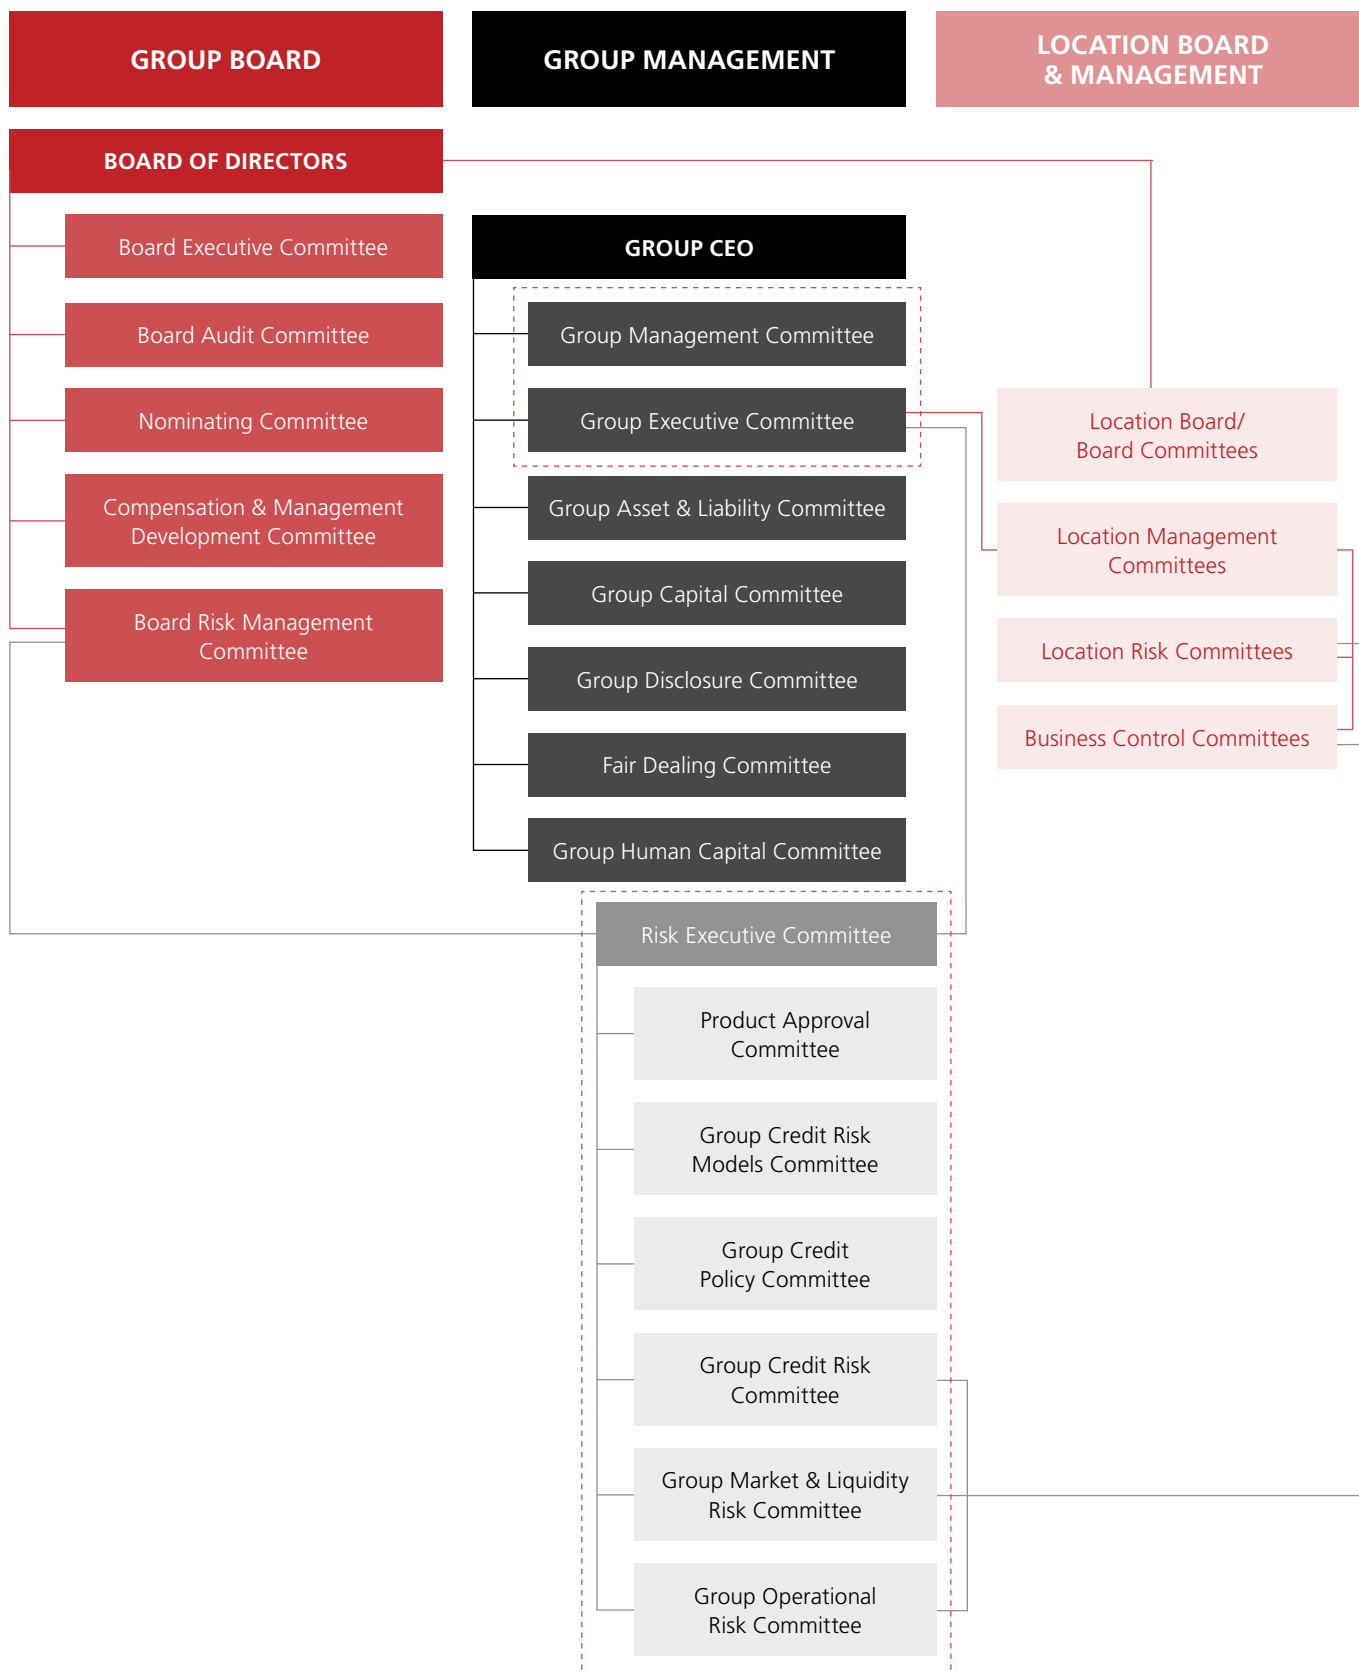 GROUP BOARD
GROUP MANAGEMENT
LOCATION BOARD
& MANAGEMENT
BOARD OF DIRECTORS
Board Executive Committee
Board Audit Committee
Nominating Committee
Compensation & Management
Development Committee
Board Risk Management
Committee
GROUP CEO
Group Management Committee
Group Executive Committee
Group Asset & Liability Committee
Group Capital Committee
Group Disclosure Committee
Fair Dealing Committee
Group Human Capital Committee
Risk Executive Committee
Product Approval
Committee
Group Credit Risk
Models Committee
Group Credit
Policy Committee
Group Credit Risk
Committee
Group Market & Liquidity
Risk Committee
Group Operational
Risk Committee
Location Board/
Board Committees
Location Management
Committees
Location Risk Committees
Business Control Committees